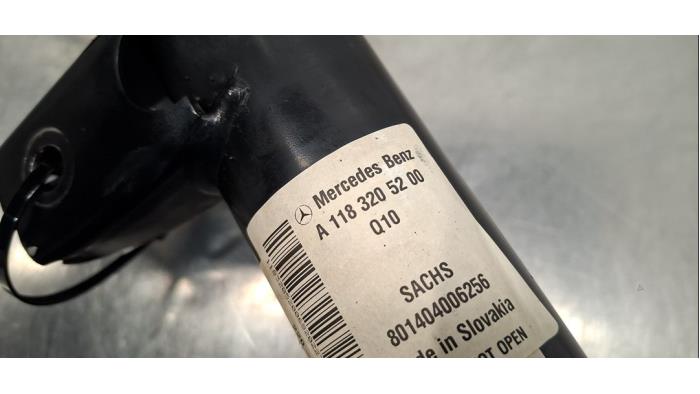 Mercedes Benz
A 118 320 52 00
Q10
SACHS
801404006256
de in Slovakia
OT OPEN